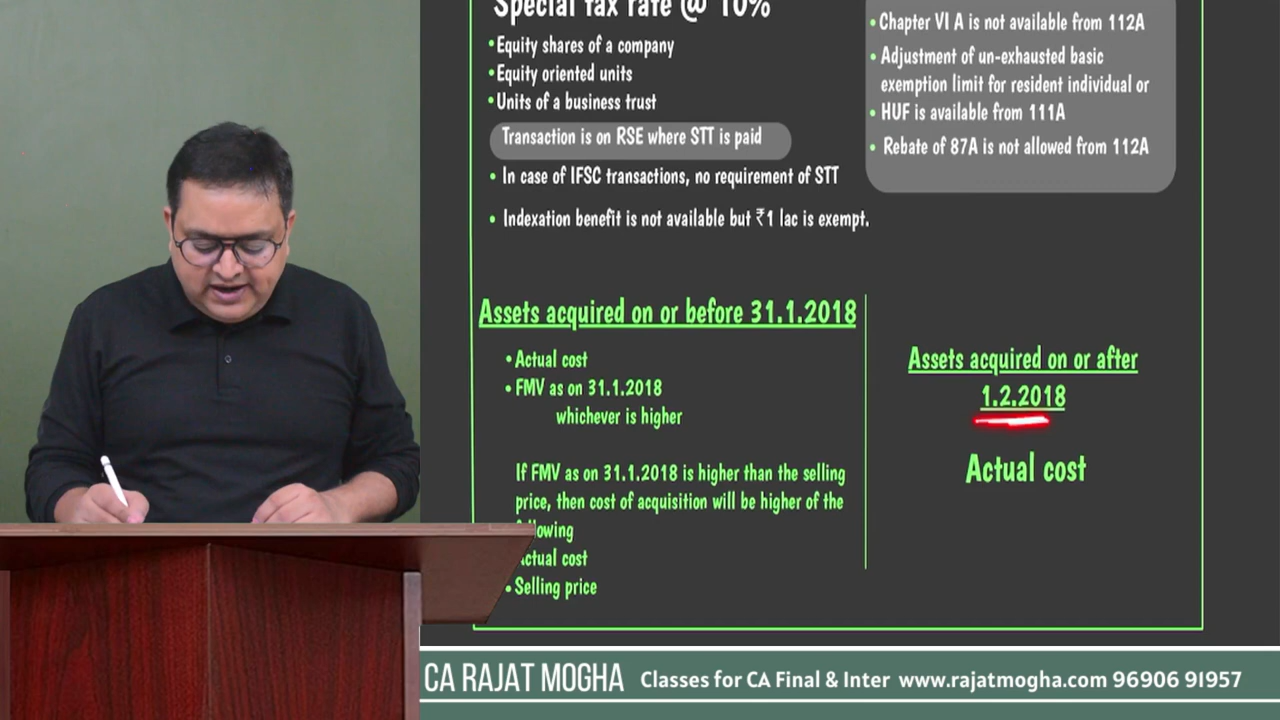 Special tax rate @ 10%
• Equity shares of a company
• Equity oriented units
• Units of a business trust
Transaction is on RSE where STT is paid
• In case of IFSC transactions, no requirement of STT
• Indexation benefit is not available but ₹1 lac is exempt.
• Chapter VI A is not available from 112A
• Adjustment of un-exhausted basic
exemption limit for resident individual or
• HUF is available from 111A
• Rebate of 87A is not allowed from 112A
Assets acquired on or before 31.1.2018
• Actual cost
• FMV as on 31.1.2018
whichever is higher
If FMV as on 31.1.2018 is higher than the selling
price, then cost of acquisition will be higher of the
llowing
ctual cost
• Selling price
Assets acquired on or after
1.2.2018
Actual cost
CA RAJAT MOGHA Classes for CA Final & Inter www.rajatmogha.com 96906 91957